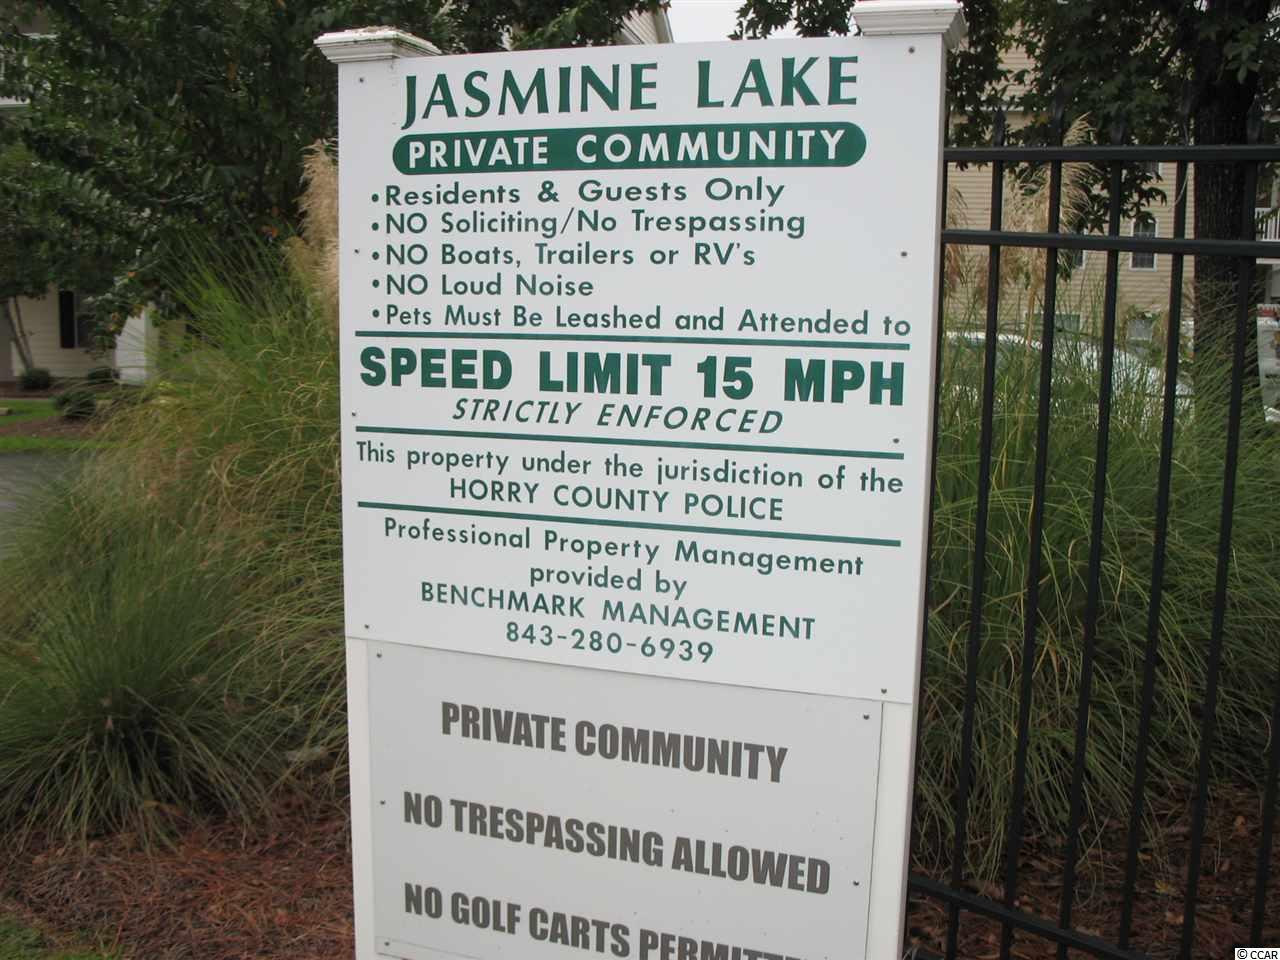 JASMINE LAKE
PRIVATE COMMUNITY
• Residents & Guests Only
• NO Soliciting/No Trespassing
• NO Boats, Trailers or RV's
• NO Loud Noise
• Pets Must Be Leashed and Attended to
SPEED LIMIT 15 MPH
STRICTLY ENFORCED
This property under the jurisdiction of the
HORRY COUNTY POLICE
Professional Property Management
provided by
BENCHMARK MANAGEMENT
843-280-6939
PRIVATE COMMUNITY
NO TRESPASSING ALLOWED
NO GOLF CARTS
© CCAR